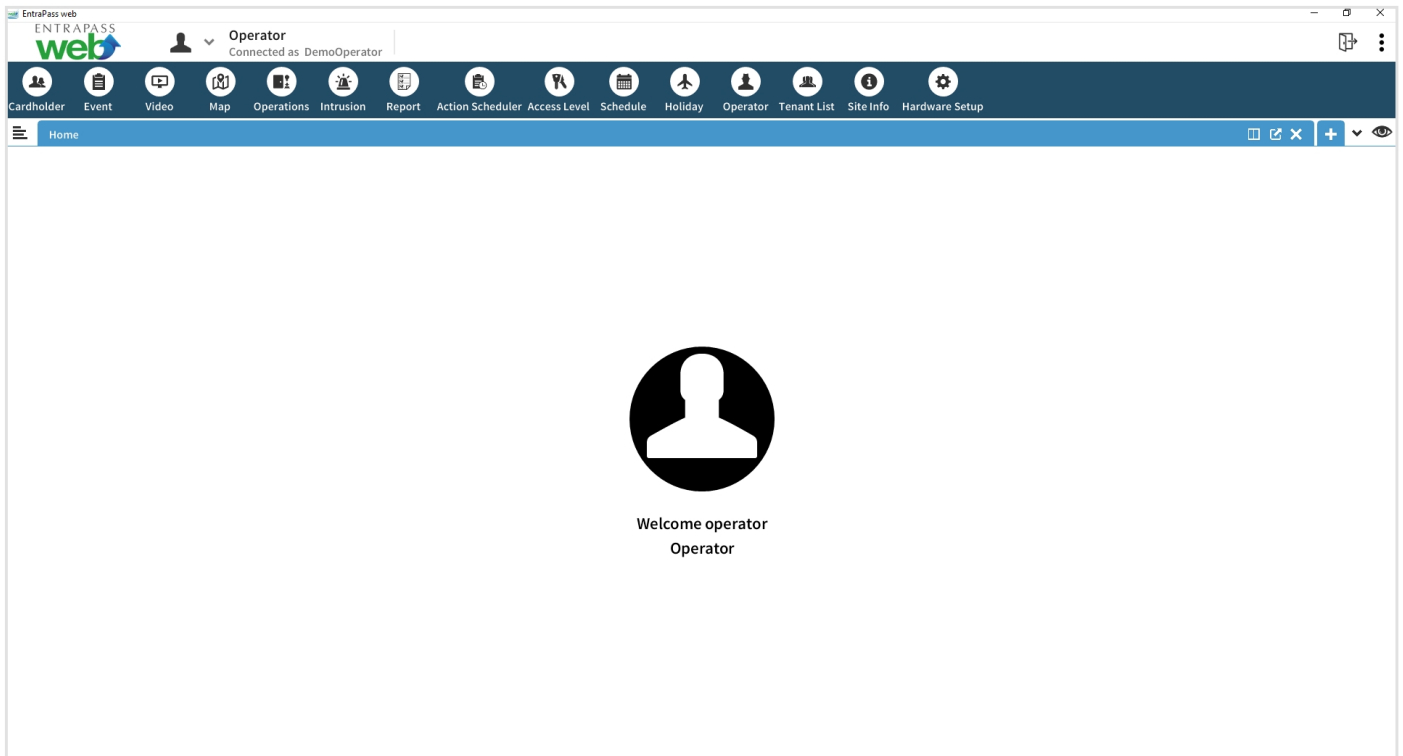 EntraPass web
ENTRAPASS
web
Operator
Connected as DemoOperator
Cardholder Event Video Map Operations Intrusion Report Action Scheduler Access Level Schedule Holiday Operator Tenant List Site Info Hardware Setup
Home
Welcome operator
Operator